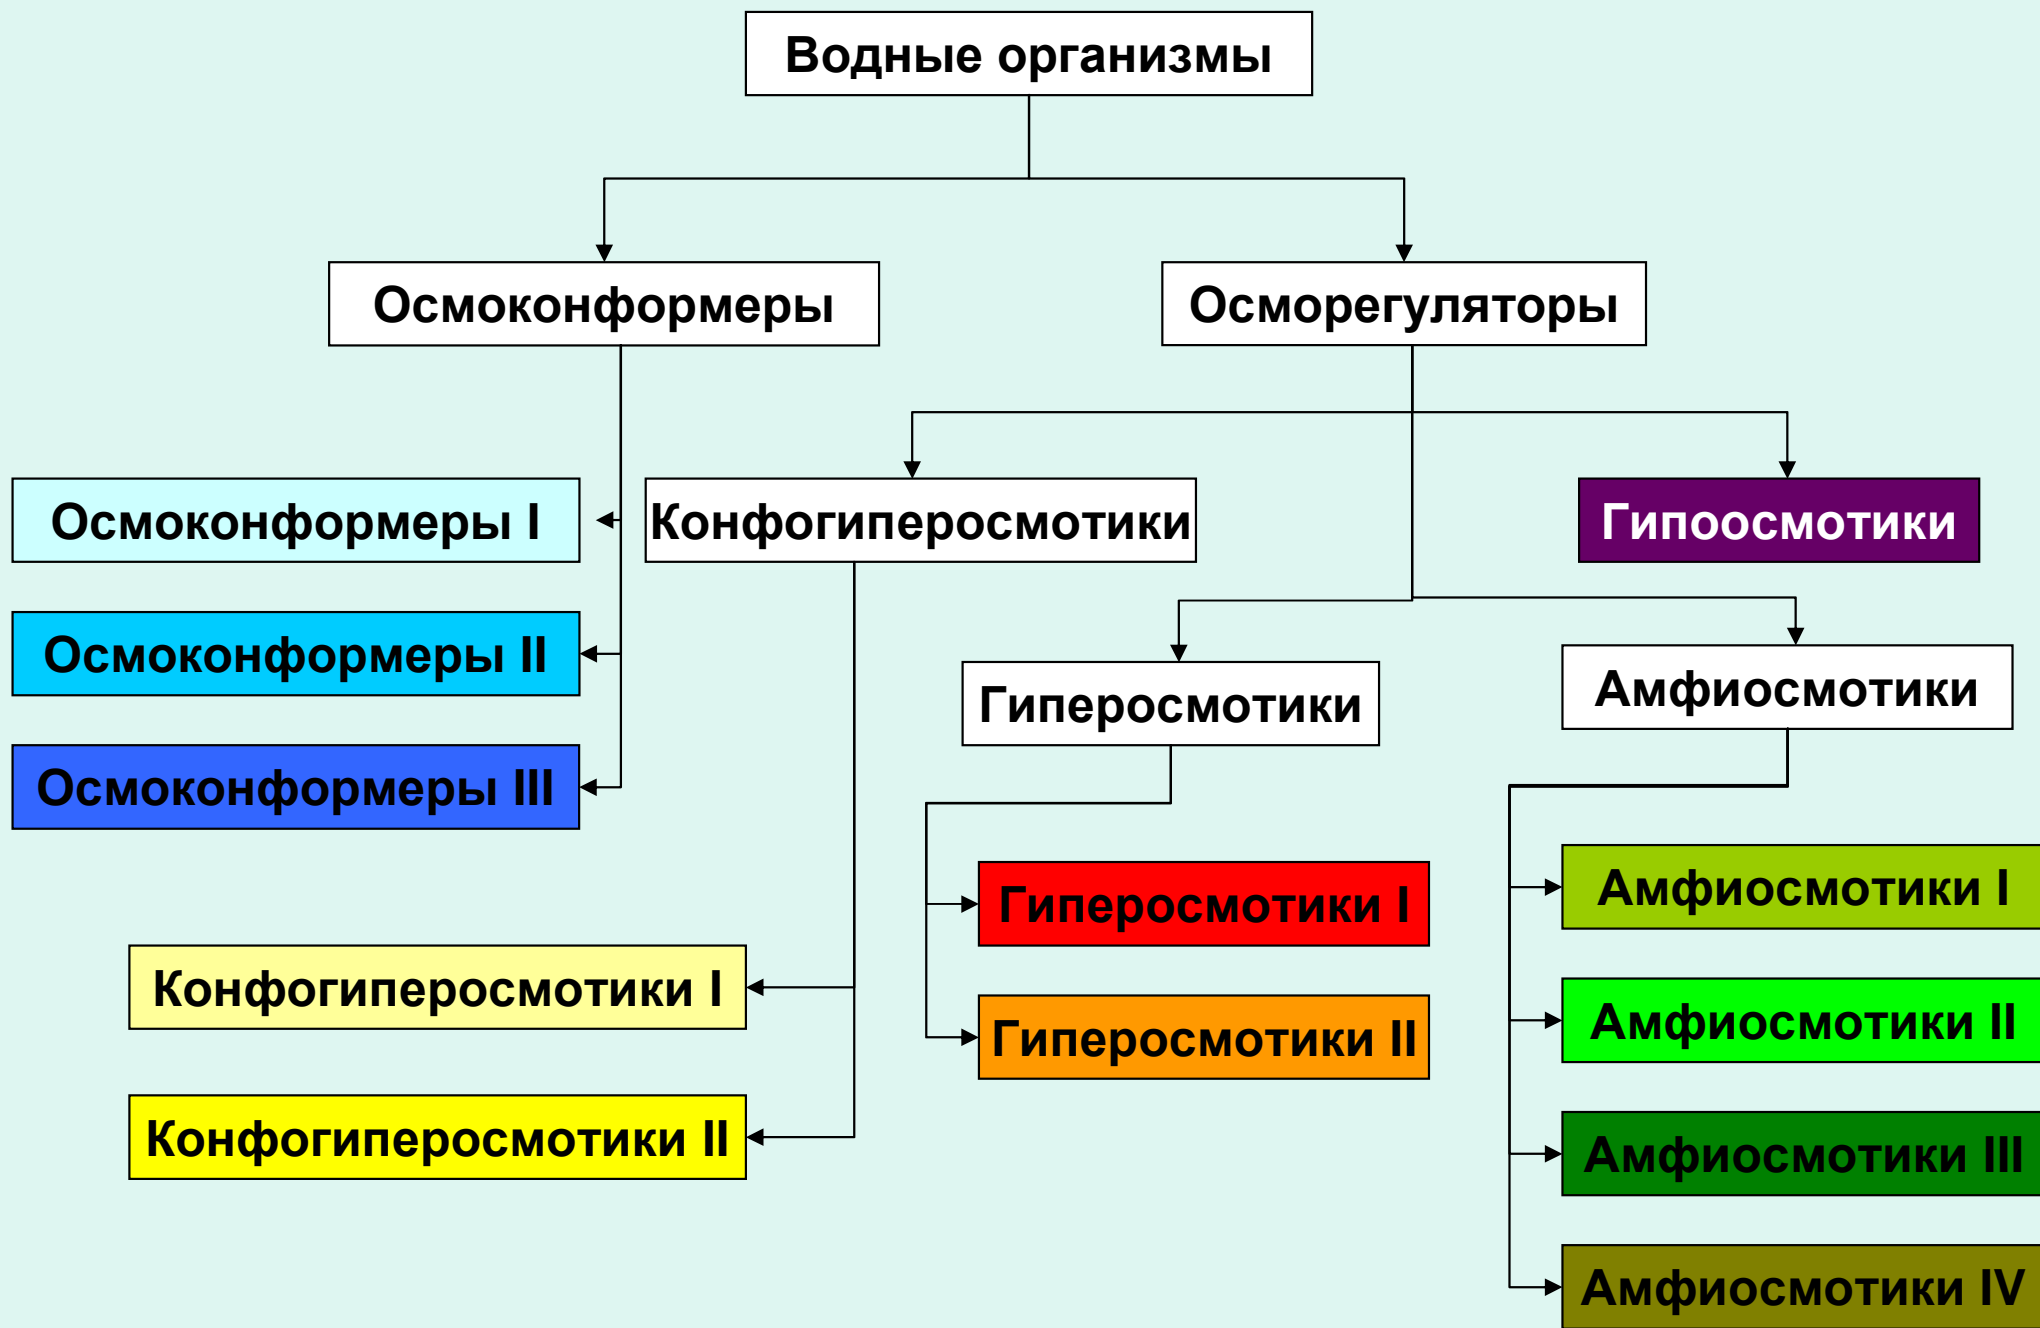 Водные организмы
Осмоконформеры
Осморегуляторы
Осмоконформеры I
Конфогиперосмотики
Гипоосмотики
Осмоконформеры II
Гиперосмотики
Амфиосмотики
Осмоконформеры III
Гиперосмотики I
Амфиосмотики I
Конфогиперосмотики I
Гиперосмотики II
Амфиосмотики II
Конфогиперосмотики II
Амфиосмотики III
Амфиосмотики IV